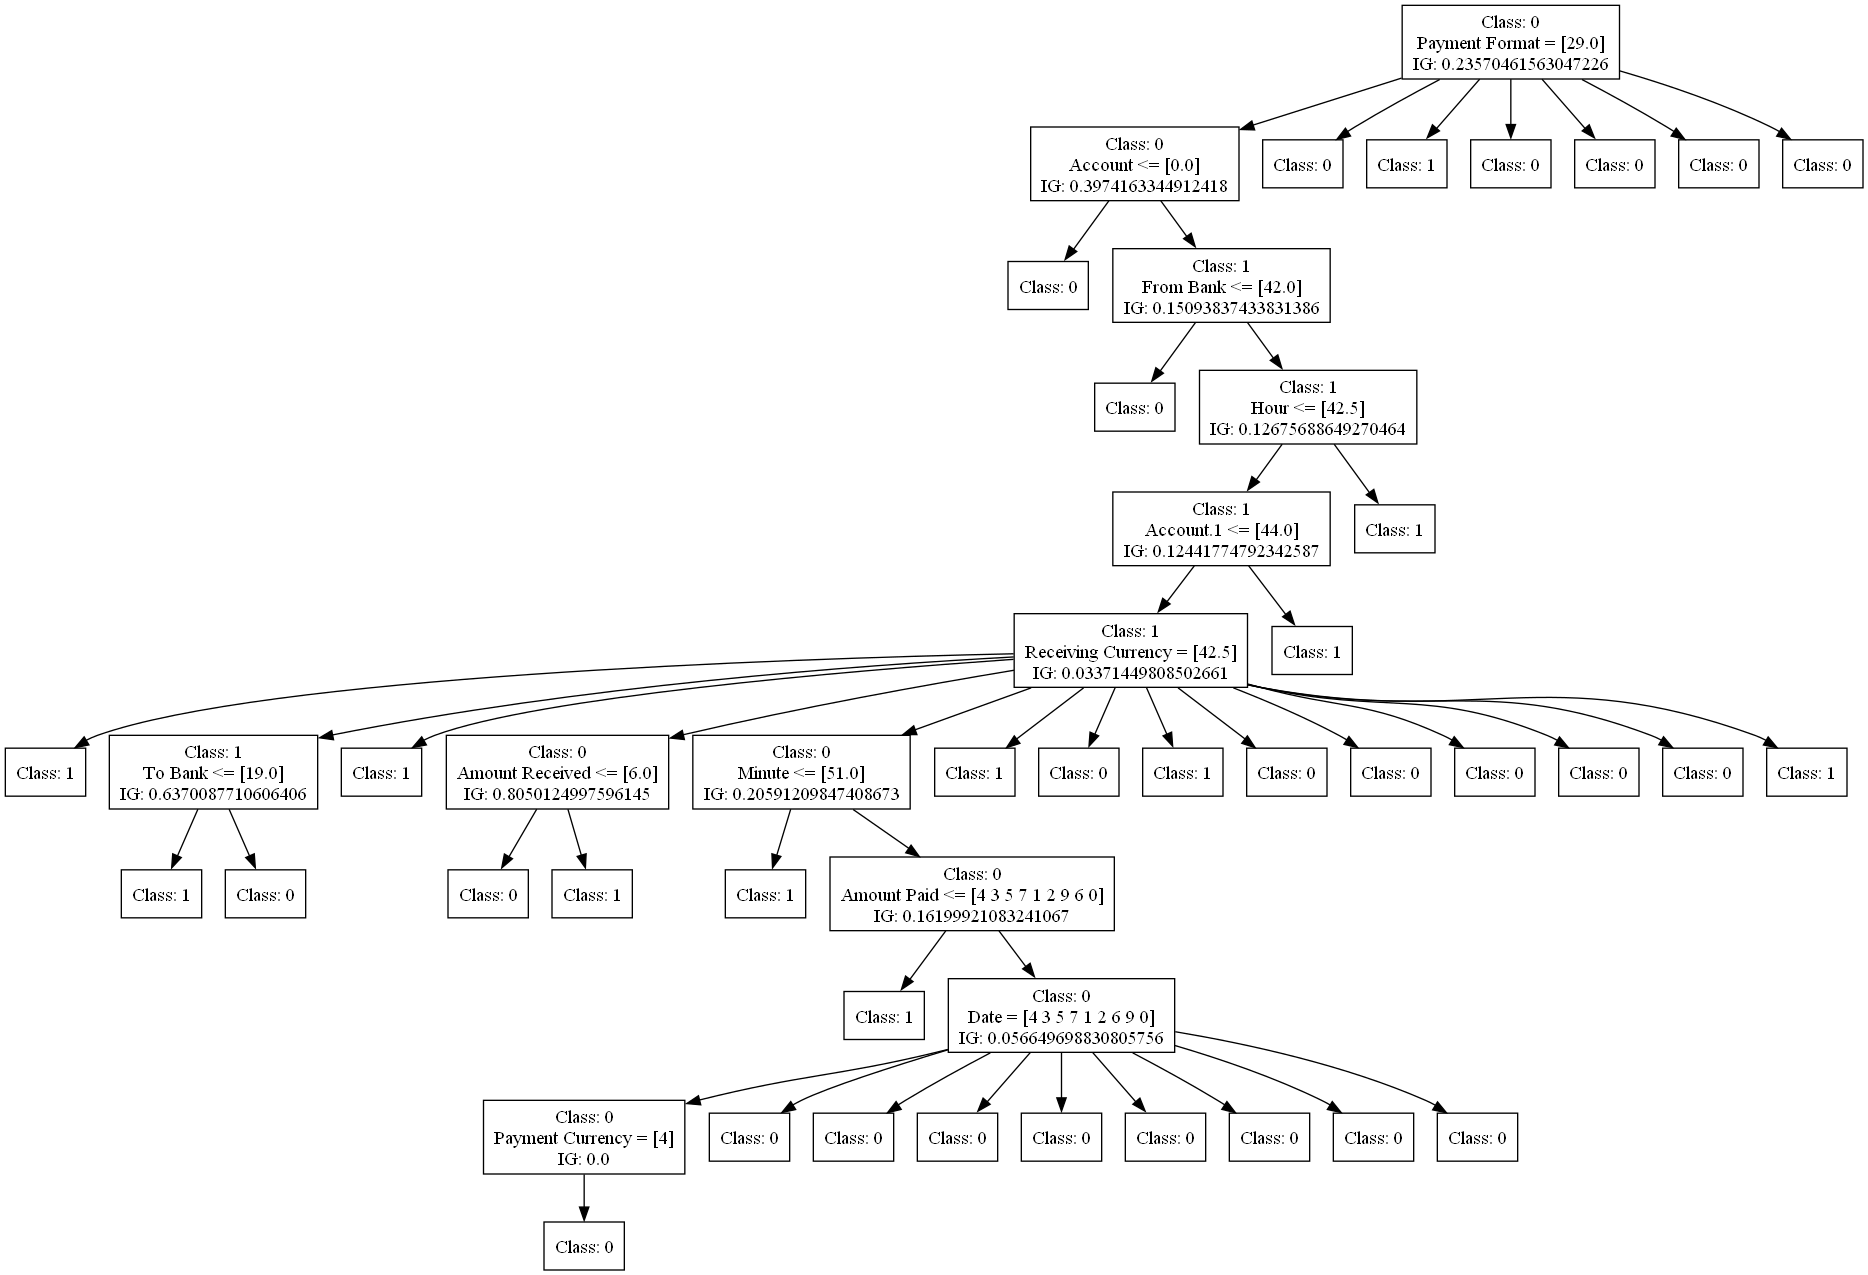 Class: 0
Payment Format = [29.0]
IG: 0.23570461563047226
Class: 0
Account <= [0.0]
IG: 0.3974163344912418
Class: 0
Class: 1
Class: 0
Class: 0
Class: 0
Class: 0
Class: 0
Class: 1
From Bank <= [42.0]
IG: 0.15093837433831386
Class: 0
Class: 1
Hour <= [42.5]
IG: 0.12675688649270464
Class: 1
Account.1 <= [44.0]
IG: 0.12441774792342587
Class: 1
Class: 1
Receiving Currency = [42.5]
IG: 0.03371449808502661
Class: 1
Class: 1
Class: 1
To Bank <= [19.0]
IG: 0.6370087710606406
Class: 1
Class: 0
Amount Received <= [6.0]
IG: 0.8050124997596145
Class: 0
Minute <= [51.0]
IG: 0.20591209847408673
Class: 1
Class: 0
Class: 1
Class: 0
Class: 0
Class: 0
Class: 0
Class: 0
Class: 1
Class: 1
Class: 0
Class: 0
Class: 1
Class: 1
Class: 0
Amount Paid <= [4 3 5 7 1 2 9 6 0]
IG: 0.16199921083241067
Class: 1
Class: 0
Date = [4 3 5 7 1 2 6 9 0]
IG: 0.056649698830805756
Class: 0
Payment Currency = [4]
IG: 0.0
Class: 0
Class: 0
Class: 0
Class: 0
Class: 0
Class: 0
Class: 0
Class: 0
Class: 0